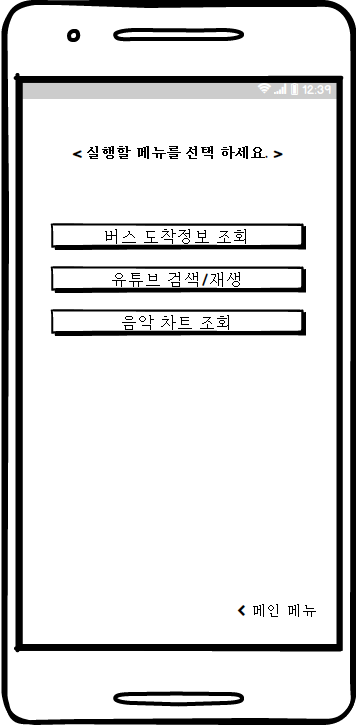 12:39
< 실행할 메뉴를 선택 하세요. >
버스 도착정보 조회
유튜브 검색/재생
음악 차트 조회
< 메인 메뉴